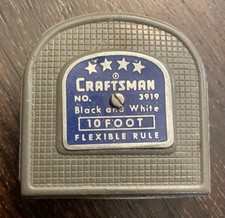 CRAFTSMAN
NO. 3919
Black and White
10 FOOT
FLEXIBLE RULE